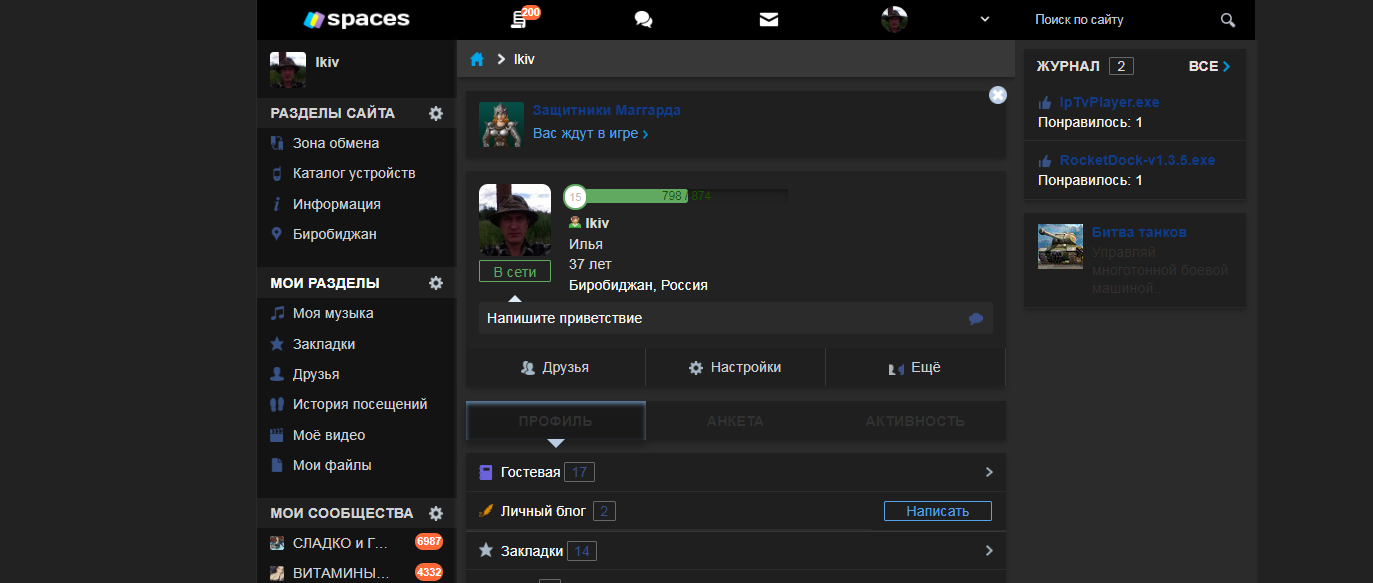 spaces
200
Поиск по сайту
Ikiv
РАЗДЕЛЫ САЙТА
Зона обмена
Каталог устройств
Информация
Биробиджан
МОИ РАЗДЕЛЫ
Моя музыка
Закладки
Друзья
История посещений
Моё видео
Мои файлы
МОИ СООБЩЕСТВА
СЛАДКО и Г... 6987
ВИТАМИНЫ... 4332
Ikiv
Защитники Маггарда
Вас ждут в игре
15 798 / 874
Ikiv
Илья
37 лет
Биробиджан, Россия
В сети
Напишите приветствие
Друзья Настройки Ещё
ПРОФИЛЬ АНКЕТА АКТИВНОСТЬ
Гостевая 17
Личный блог 2 Написать
Закладки 14
ЖУРНАЛ 2 ВСЕ
IpTvPlayer.exe
Понравилось: 1
RocketDock-v1.3.5.exe
Понравилось: 1
Битва танков
Управляй
многотонной боевой
машиной..